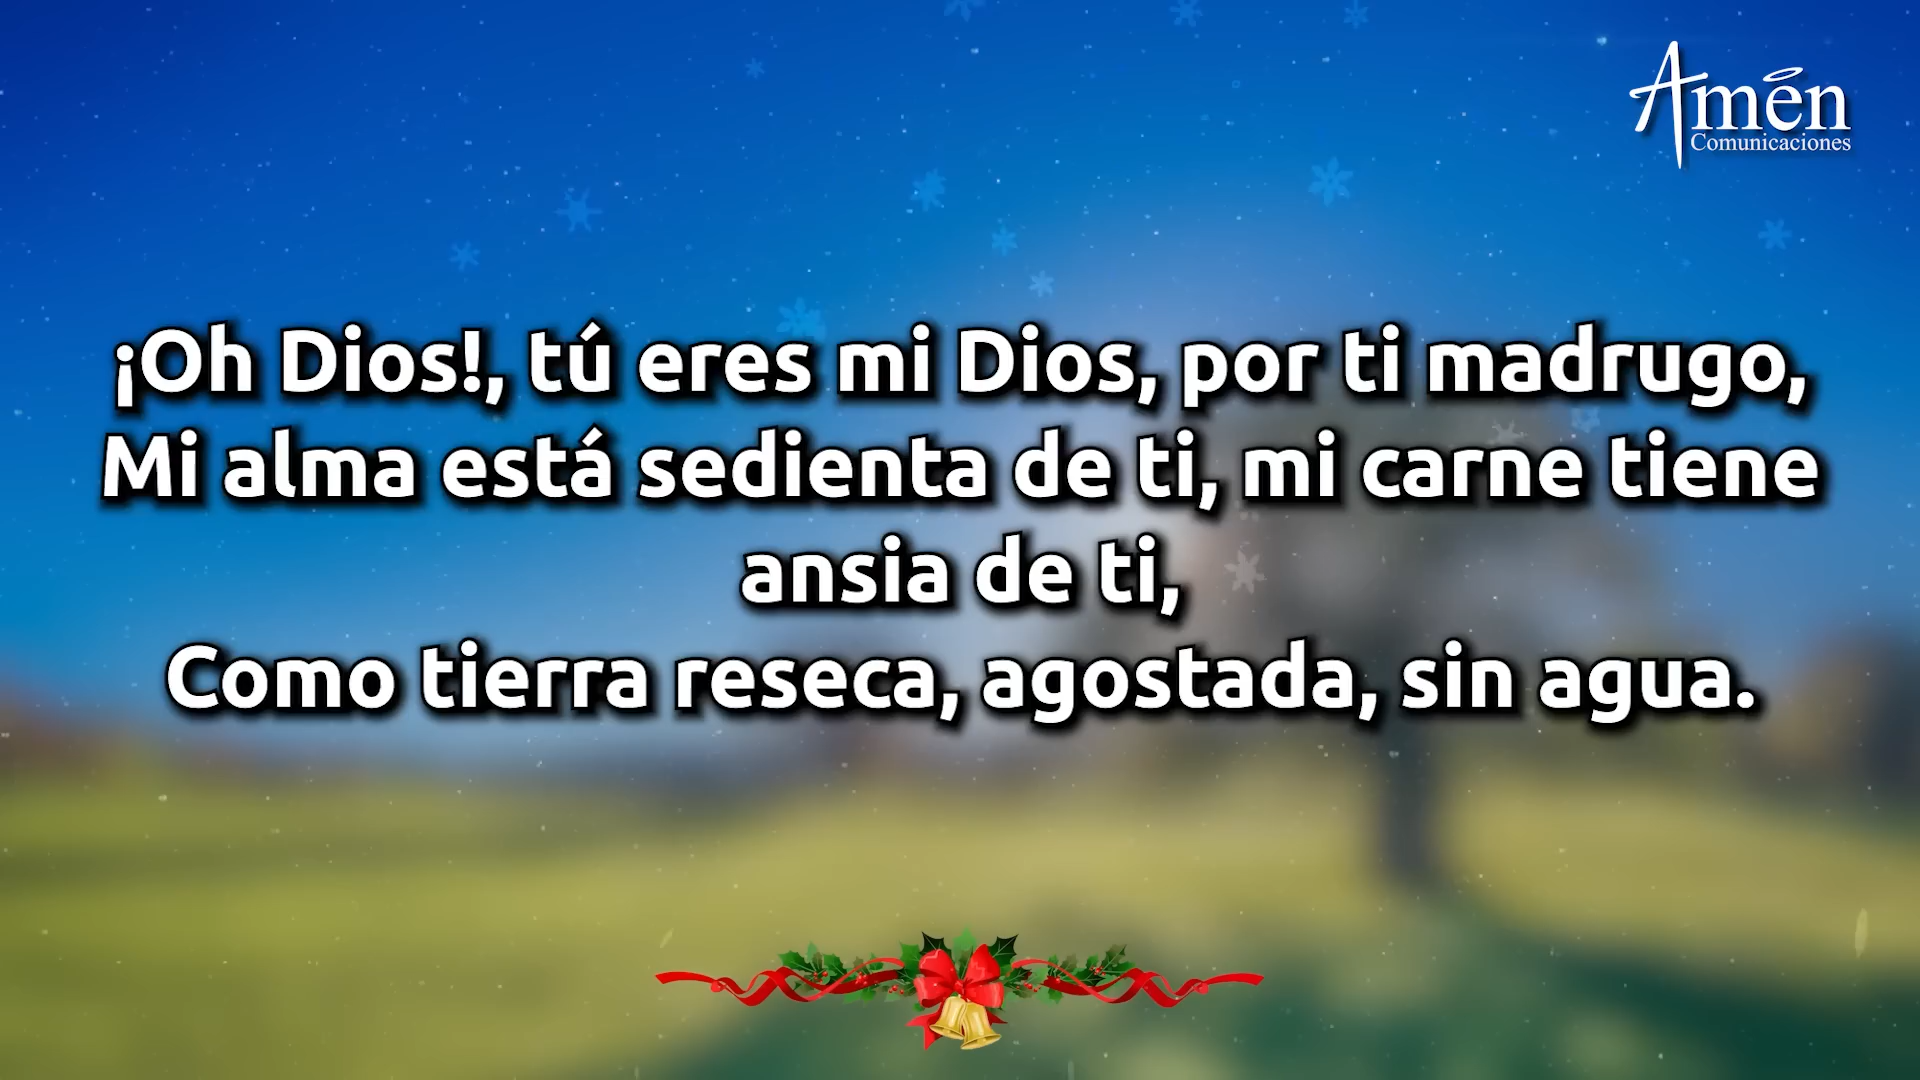 Amén
Comunicaciones
¡Oh Dios!, tú eres mi Dios, por ti madrugo,
Mi alma está sedienta de ti, mi carne tiene
ansia de ti,
Como tierra reseca, agostada, sin agua.